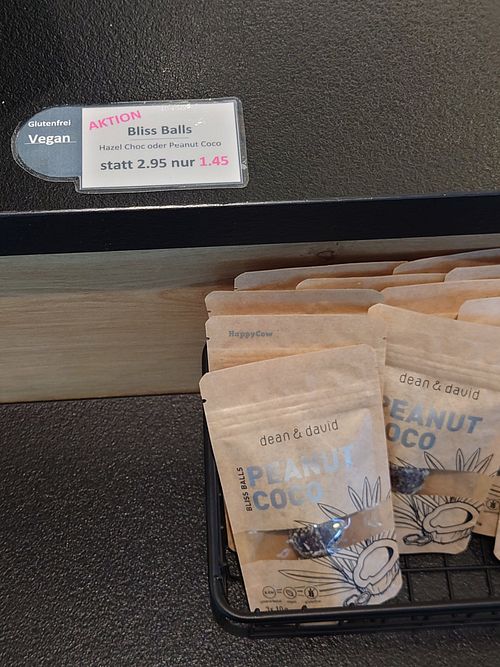 Glutenfrei
Vegan
AKTION
Bliss Balls
Hazel Choc oder Peanut Coco
statt 2.95 nur 1.45
HappyCow
dean & david
PEANUT
COCO
BLISS BALLS
dean & david
PEANUT
OCO